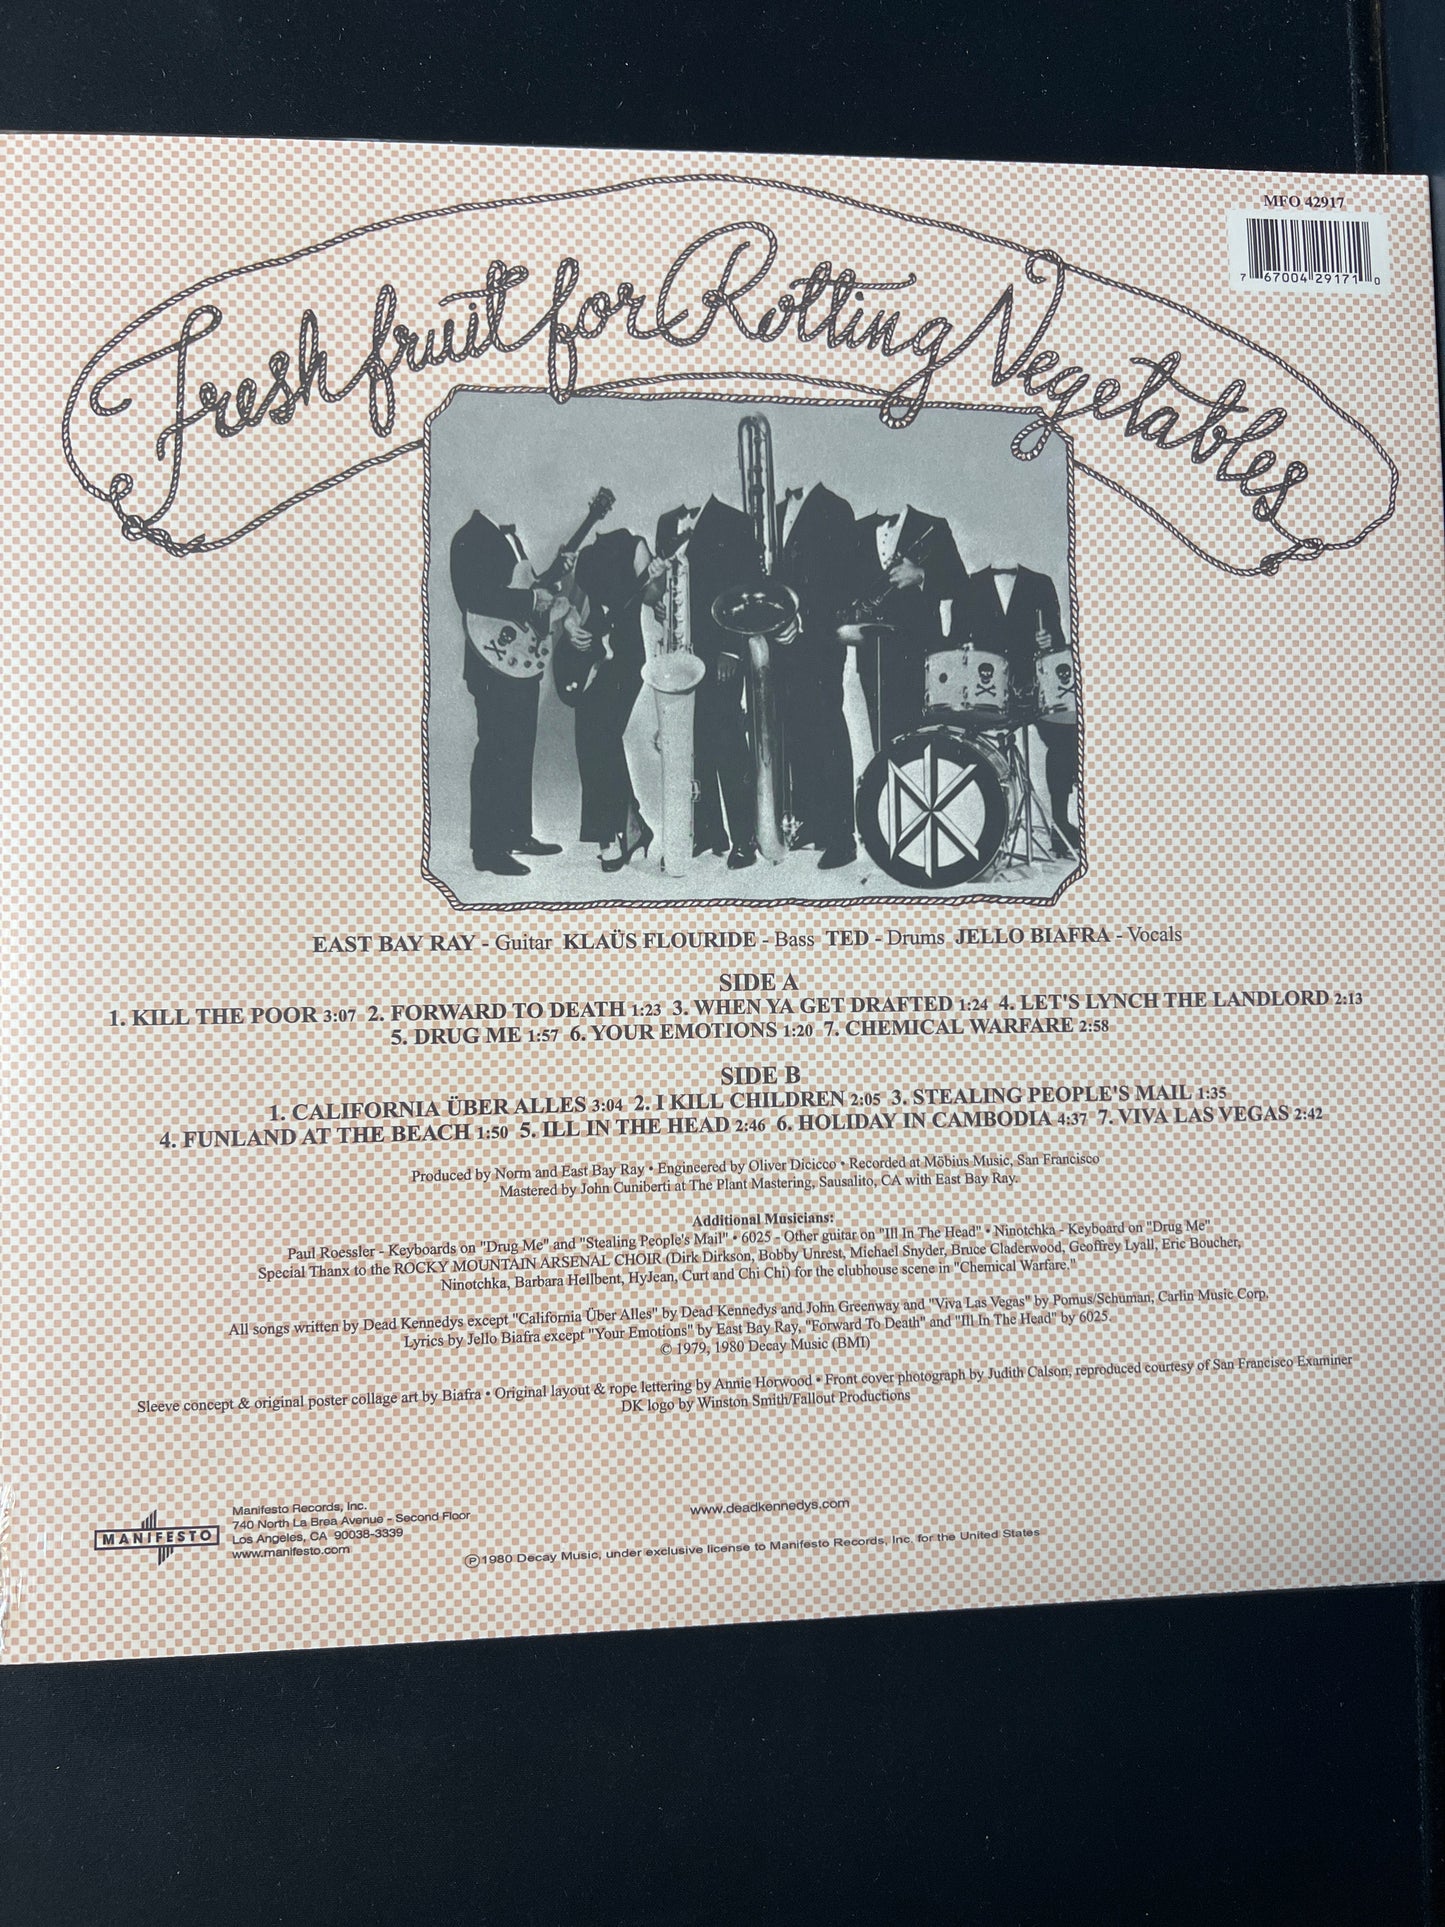 MFO 42917
7 67004 29171 0
Fresh fruit for Rotting Vegetables
DK
EAST BAY RAY - Guitar KLAÜS FLOURIDE - Bass TED - Drums JELLO BIAFRA - Vocals
SIDE A
1. KILL THE POOR 3:07 2. FORWARD TO DEATH 1:23 3. WHEN YA GET DRAFTED 1:24 4. LET'S LYNCH THE LANDLORD 2:13
5. DRUG ME 1:57 6. YOUR EMOTIONS 1:20 7. CHEMICAL WARFARE 2:58
SIDE B
1. CALIFORNIA ÜBER ALLES 3:04 2. I KILL CHILDREN 2:05 3. STEALING PEOPLE'S MAIL 1:35
4. FUNLAND AT THE BEACH 1:50 5. ILL IN THE HEAD 2:46 6. HOLIDAY IN CAMBODIA 4:37 7. VIVA LAS VEGAS 2:42
Produced by Norm and East Bay Ray • Engineered by Oliver Dicicco • Recorded at Möbius Music, San Francisco
Mastered by John Cuniberti at The Plant Mastering, Sausalito, CA with East Bay Ray.
Additional Musicians:
Paul Roessler - Keyboards on "Drug Me" and "Stealing People's Mail" • 6025 - Other guitar on "Ill In The Head" • Ninotchka - Keyboard on "Drug Me"
Special Thanx to the ROCKY MOUNTAIN ARSENAL CHOIR (Dirk Dirkson, Bobby Unrest, Michael Snyder, Bruce Claderwood, Geoffrey Lyall, Eric Boucher,
Ninotchka, Barbara Hellbent, HyJean, Curt and Chi Chi) for the clubhouse scene in "Chemical Warfare."
All songs written by Dead Kennedys except "California Über Alles" by Dead Kennedys and John Greenway and "Viva Las Vegas" by Pomus/Schuman, Carlin Music Corp.
Lyrics by Jello Biafra except "Your Emotions" by East Bay Ray, "Forward To Death" and "Ill In The Head" by 6025.
© 1979, 1980 Decay Music (BMI)
Sleeve concept & original poster collage art by Biafra • Original layout & rope lettering by Annie Horwood • Front cover photograph by Judith Calson, reproduced courtesy of San Francisco Examiner
DK logo by Winston Smith/Fallout Productions
MANIFESTO
Manifesto Records, Inc.
740 North La Brea Avenue - Second Floor
Los Angeles, CA 90038-3339
www.manifesto.com
www.deadkennedys.com
℗1980 Decay Music, under exclusive license to Manifesto Records, Inc. for the United States